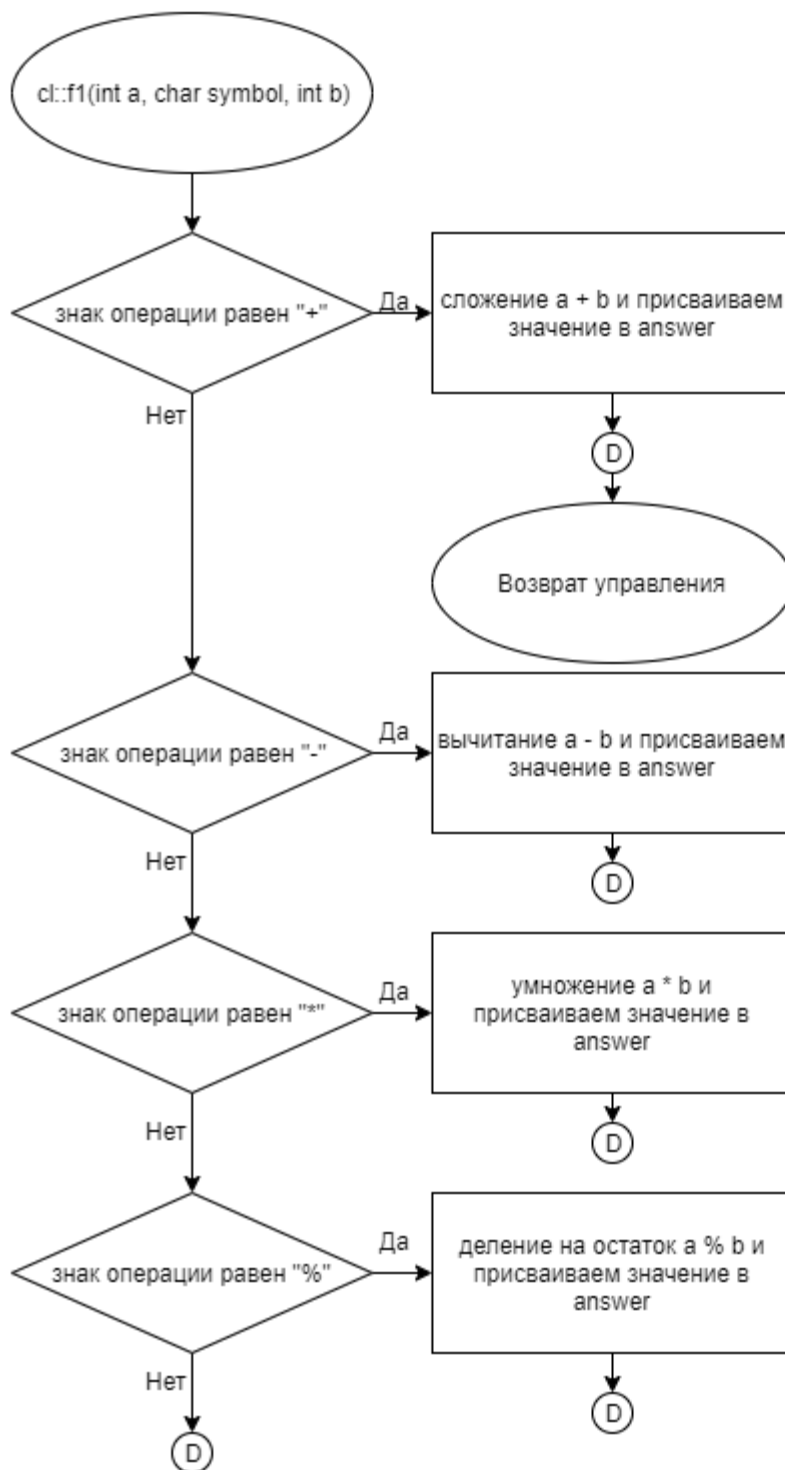 cl::f1(int a, char symbol, int b)
знак операции равен "+"
Да
сложение a + b и присваиваем
значение в answer
Нет
D
Возврат управления
знак операции равен "-"
Да
вычитание a - b и присваиваем
значение в answer
Нет
D
знак операции равен "*"
Да
умножение a * b и
присваиваем значение в
answer
Нет
D
знак операции равен "%"
Да
деление на остаток a % b и
присваиваем значение в
answer
Нет
D
D